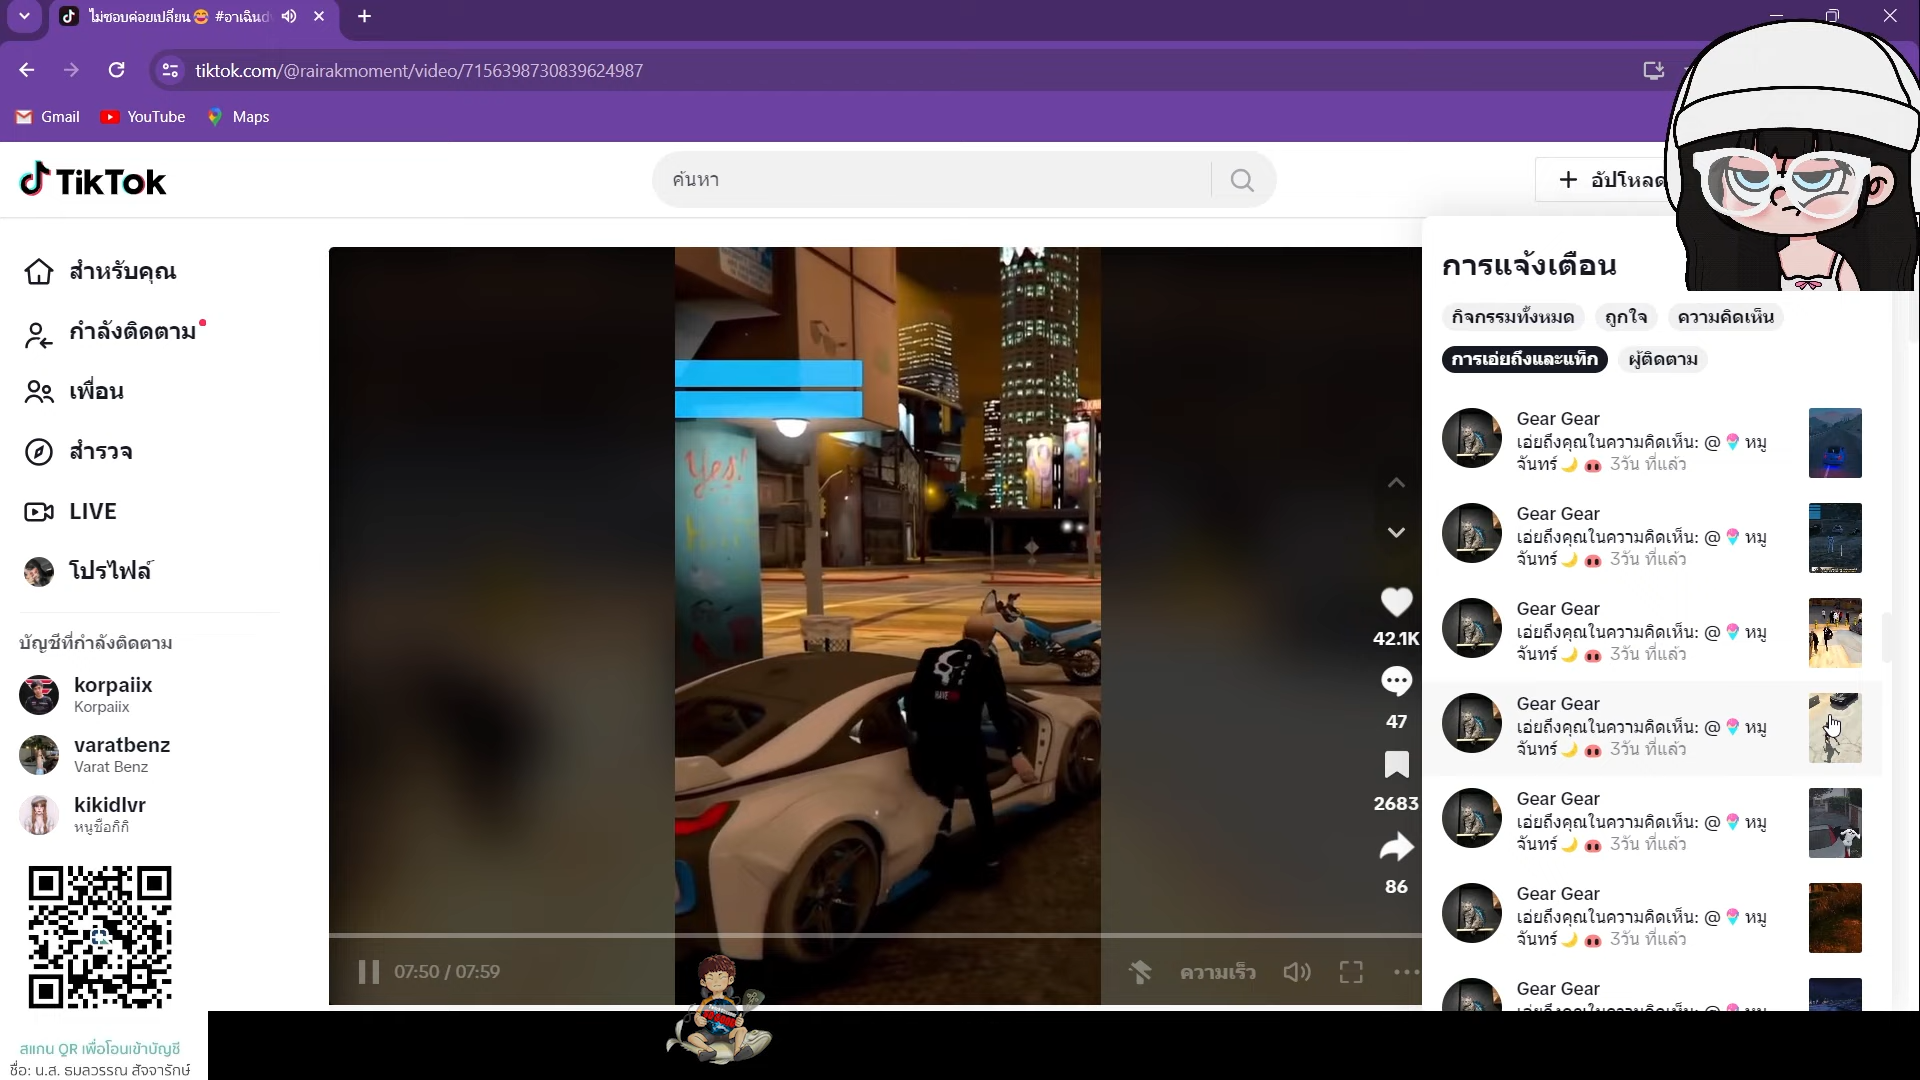 ไม่ชอบค่อยเปลี่ยน😂 #อาเฉินd
tiktok.com/@rairakmoment/video/7156398730839624987
Gmail
YouTube
Maps
TikTok
ค้นหา
อัปโหลด
สำหรับคุณ
กำลังติดตาม
เพื่อน
สำรวจ
LIVE
โปรไฟล์
บัญชีที่กำลังติดตาม
korpaiix
Korpaiix
varatbenz
Varat Benz
kikidlvr
หนูชื่อกีกี
สแกน QR เพื่อโอนเข้าบัญชี
ชื่อ: น.ส. ธมลวรรณ สัจจารักษ์
Yes!
HAVE
42.1K
47
2683
86
07:50 / 07:59
ความเร็ว
การแจ้งเตือน
กิจกรรมทั้งหมด
ถูกใจ
ความคิดเห็น
การเอ่ยถึงและแท็ก
ผู้ติดตาม
Gear Gear
เอ่ยถึงคุณในความคิดเห็น: @🍧 หมู
จันทร์🌙🐽 3วัน ที่แล้ว
Gear Gear
เอ่ยถึงคุณในความคิดเห็น: @🍧 หมู
จันทร์🌙🐽 3วัน ที่แล้ว
Gear Gear
เอ่ยถึงคุณในความคิดเห็น: @🍧 หมู
จันทร์🌙🐽 3วัน ที่แล้ว
Gear Gear
เอ่ยถึงคุณในความคิดเห็น: @🍧 หมู
จันทร์🌙🐽 3วัน ที่แล้ว
Gear Gear
เอ่ยถึงคุณในความคิดเห็น: @🍧 หมู
จันทร์🌙🐽 3วัน ที่แล้ว
Gear Gear
เอ่ยถึงคุณในความคิดเห็น: @🍧 หมู
จันทร์🌙🐽 3วัน ที่แล้ว
Gear Gear